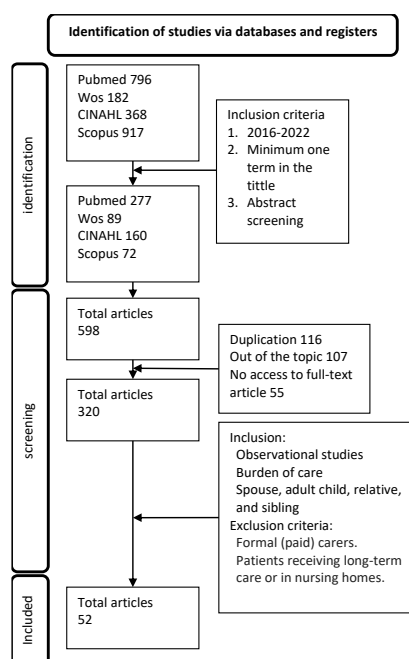 Identification of studies via databases and registers
identification
Pubmed 796
Wos 182
CINAHL 368
Scopus 917
Inclusion criteria
1. 2016-2022
2. Minimum one
term in the
tittle
3. Abstract
screening
Pubmed 277
Wos 89
CINAHL 160
Scopus 72
screening
Total articles
598
Duplication 116
Out of the topic 107
No access to full-text
article 55
Total articles
320
Inclusion:
Observational studies
Burden of care
Spouse, adult child, relative,
and sibling
Exclusion criteria:
Formal (paid) carers.
Patients receiving long-term
care or in nursing homes.
Included
Total articles
52